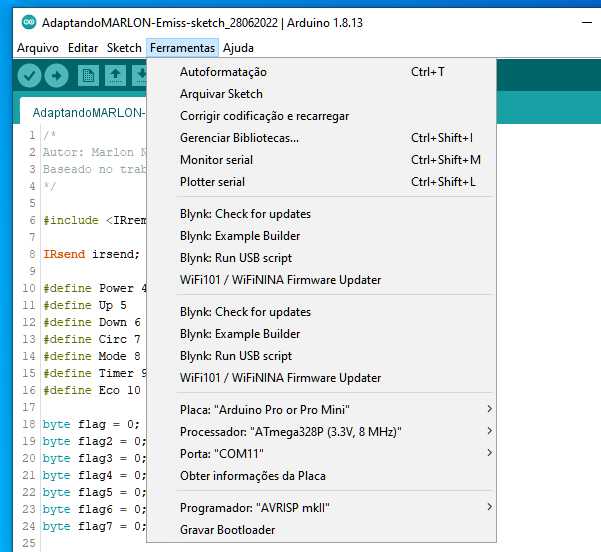 AdaptandoMARLON-Emiss-sketch_28062022 | Arduino 1.8.13
Arquivo Editar Sketch Ferramentas Ajuda
AdaptandoMARLON-
Autoformatação Ctrl+T
Arquivar Sketch
Corrigir codificação e recarregar
Gerenciar Bibliotecas... Ctrl+Shift+I
Monitor serial Ctrl+Shift+M
Plotter serial Ctrl+Shift+L
Blynk: Check for updates
Blynk: Example Builder
Blynk: Run USB script
WiFi101 / WiFiNINA Firmware Updater
Blynk: Check for updates
Blynk: Example Builder
Blynk: Run USB script
WiFi101 / WiFiNINA Firmware Updater
Placa: "Arduino Pro or Pro Mini"
Processador: "ATmega328P (3.3V, 8 MHz)"
Porta: "COM11"
Obter informações da Placa
Programador: "AVRISP mkII"
Gravar Bootloader
1 /*
2 Autor: Marlon N
3 Baseado no trab
4 */
5
6 #include <IRrem
7
8 IRsend irsend;
9
10 #define Power 4
11 #define Up 5
12 #define Down 6
13 #define Circ 7
14 #define Mode 8
15 #define Timer 9
16 #define Eco 10
17
18 byte flag = 0;
19 byte flag2 = 0;
20 byte flag3 = 0;
21 byte flag4 = 0;
22 byte flag5 = 0;
23 byte flag6 = 0;
24 byte flag7 = 0;
25